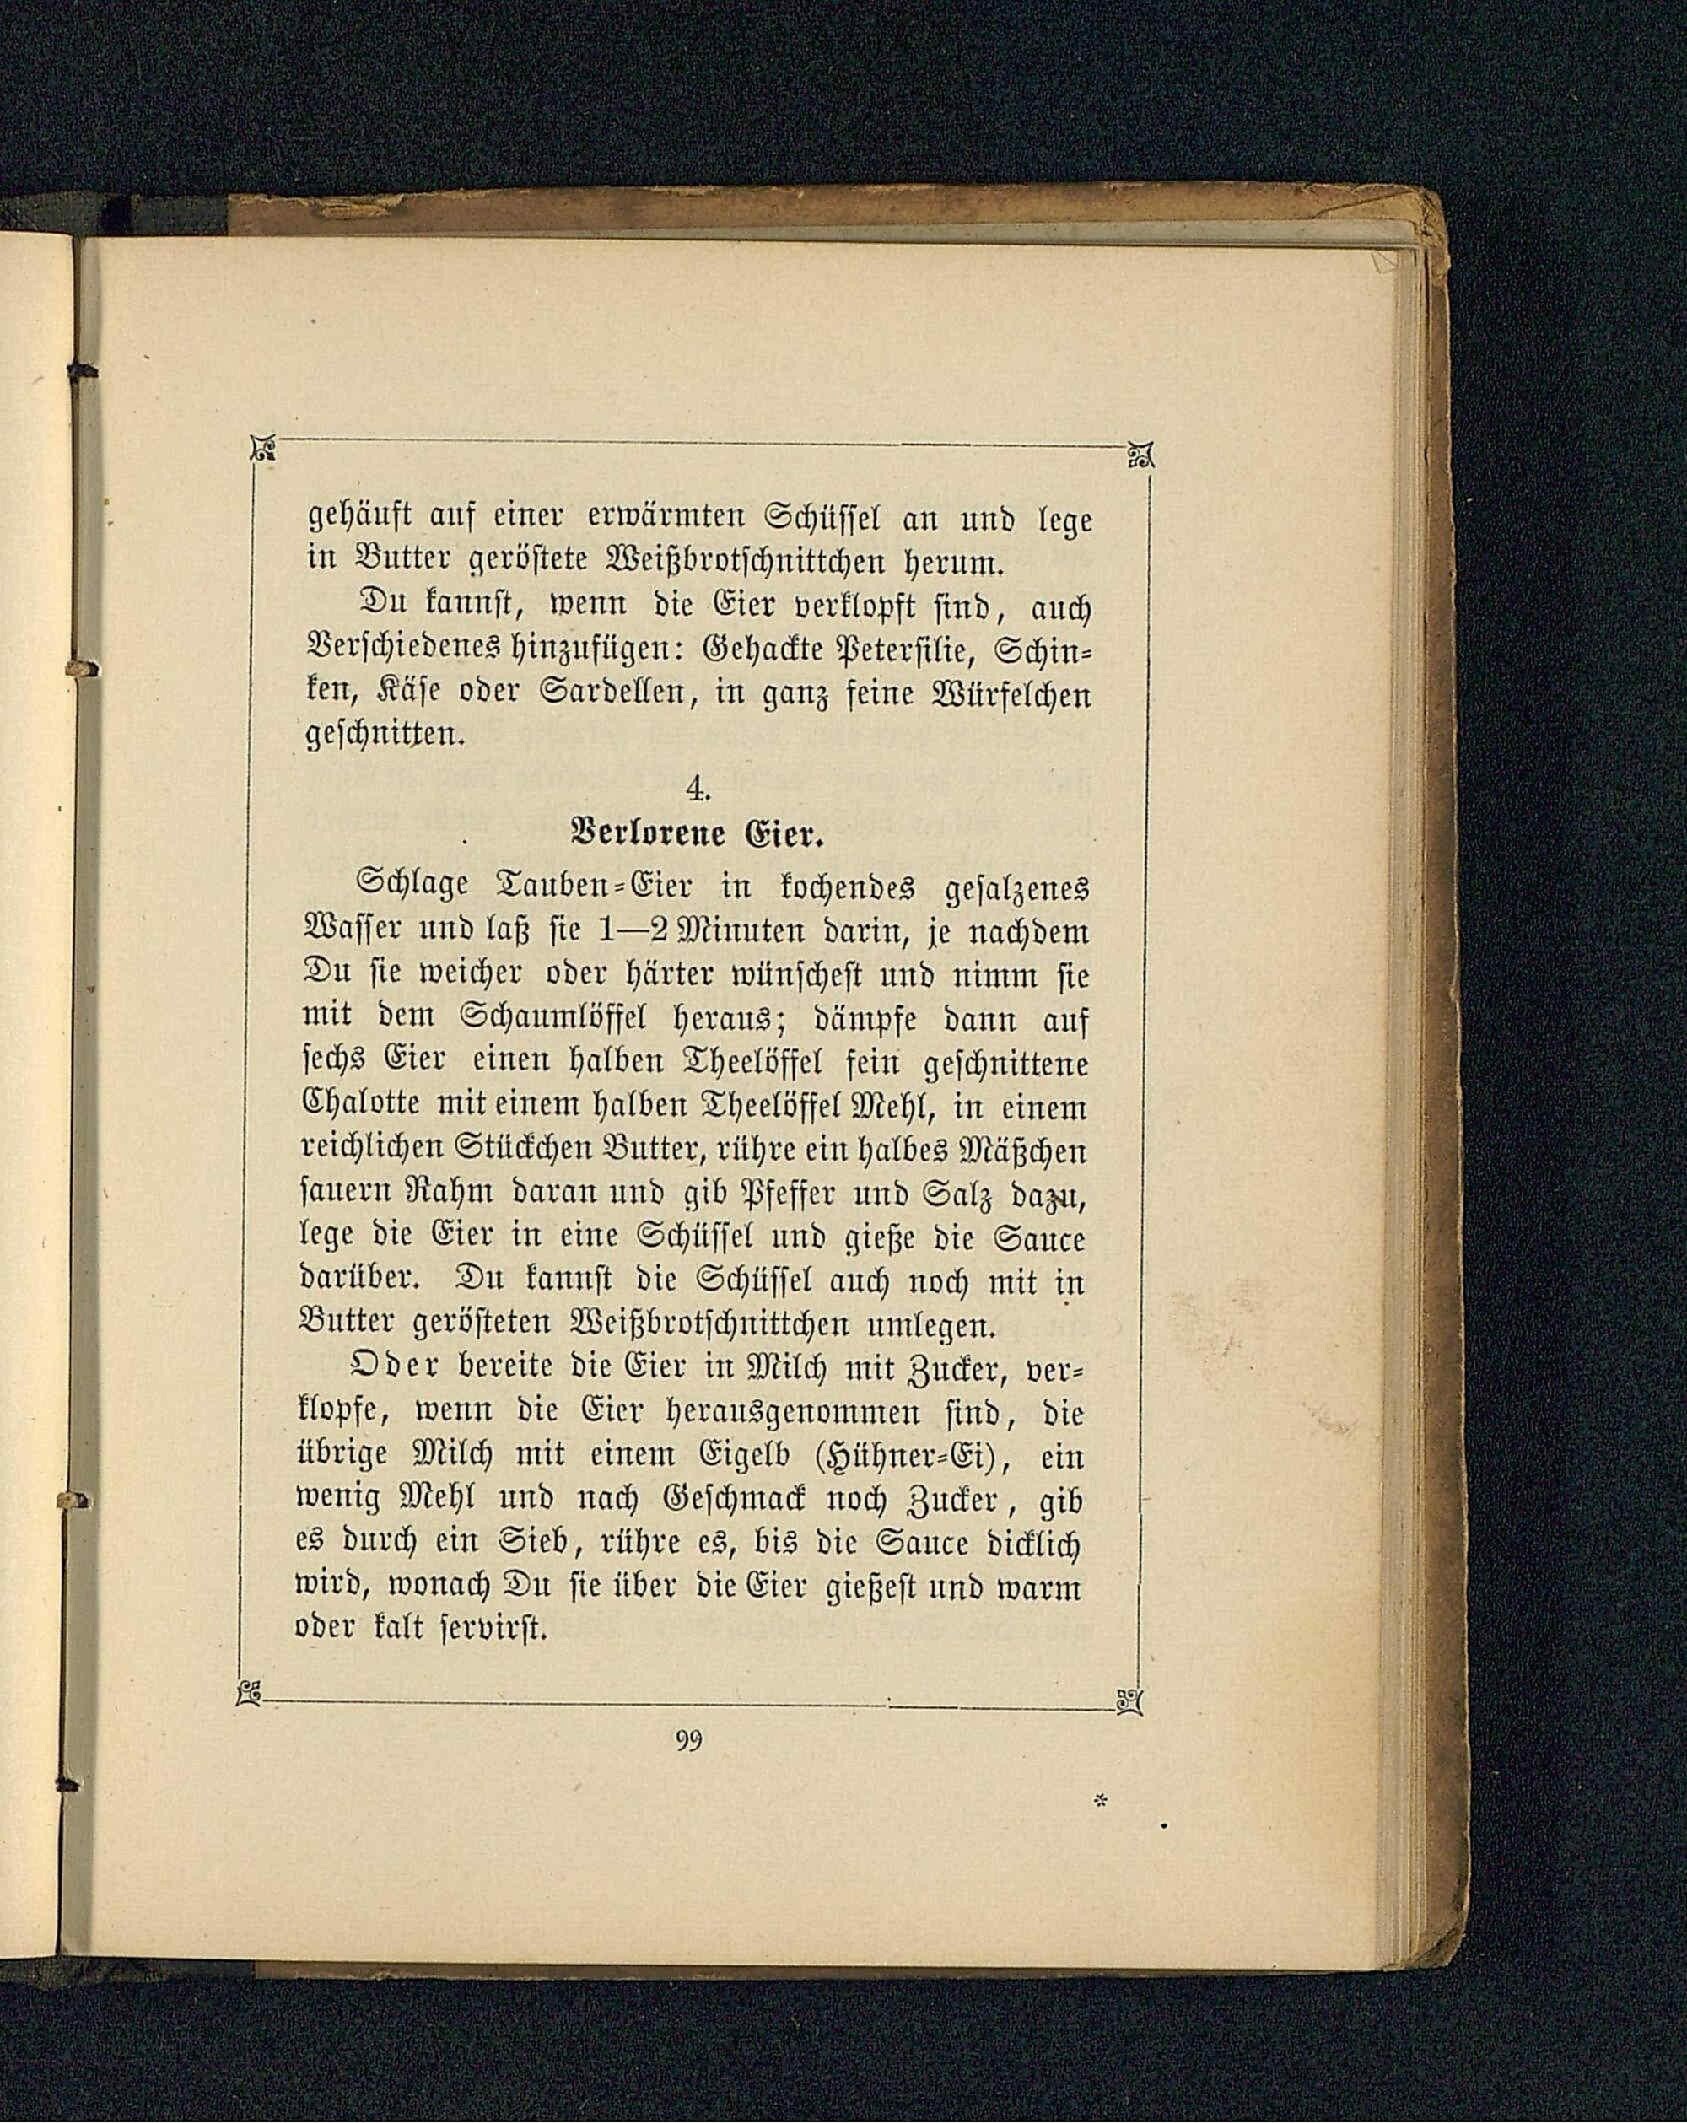 gehäuft auf einer erwärmten Schüssel an und lege
in Butter geröstete Weißbrotschnittchen herum.
Du kannst, wenn die Eier verklopft sind, auch
Verschiedenes hinzufügen: Gehackte Petersilie, Schin-
ken, Käse oder Sardellen, in ganz feine Würfelchen
geschnitten.
4.
Verlorene Eier.
Schlage Tauben-Eier in kochendes gesalzenes
Wasser und laß sie 1—2 Minuten darin, je nachdem
Du sie weicher oder härter wünschest und nimm sie
mit dem Schaumlöffel heraus; dämpfe dann auf
sechs Eier einen halben Theelöffel fein geschnittene
Chalotte mit einem halben Theelöffel Mehl, in einem
reichlichen Stückchen Butter, rühre ein halbes Mäßchen
sauern Rahm daran und gib Pfeffer und Salz dazu,
lege die Eier in eine Schüssel und gieße die Sauce
darüber. Du kannst die Schüssel auch noch mit in
Butter gerösteten Weißbrotschnittchen umlegen.
Oder bereite die Eier in Milch mit Zucker, ver-
klopfe, wenn die Eier herausgenommen sind, die
übrige Milch mit einem Eigelb (Hühner-Ei), ein
wenig Mehl und nach Geschmack noch Zucker, gib
es durch ein Sieb, rühre es, bis die Sauce dicklich
wird, wonach Du sie über die Eier gießest und warm
oder kalt servirst.
99
*